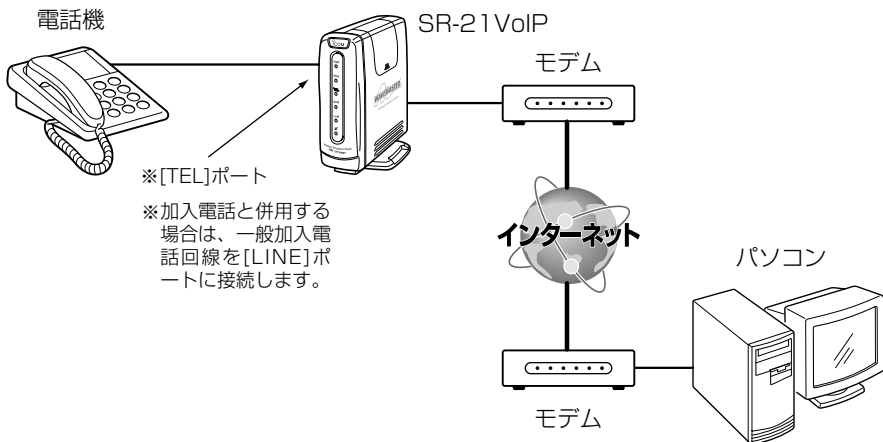 電話機
SR-21VoIP
モデム
ICOM
WAVEMASTER
※[TEL]ポート
※加入電話と併用する
場合は、一般加入電
話回線を[LINE]ポ
ートに接続します。
インターネット
パソコン
モデム